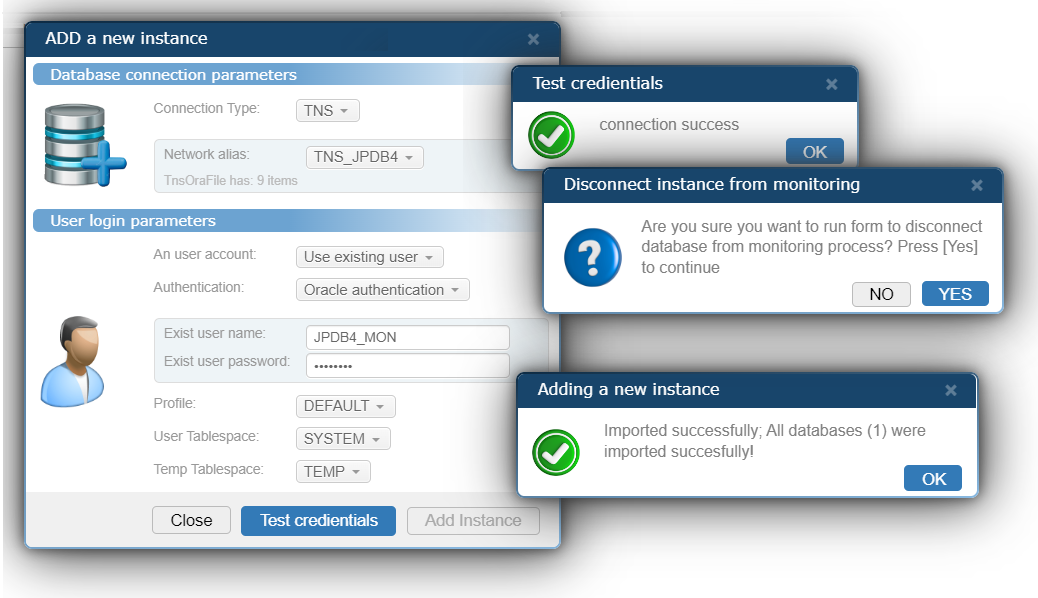 ADD a new instance
Database connection parameters
Connection Type: TNS
Network alias: TNS_JPDB4
TnsOraFile has: 9 items
User login parameters
An user account: Use existing user
Authentication: Oracle authentication
Exist user name: JPDB4_MON
Exist user password: ••••••••
Profile: DEFAULT
User Tablespace: SYSTEM
Temp Tablespace: TEMP
Close Test credentials Add Instance
Test credientials
connection success
OK
Disconnect instance from monitoring
Are you sure you want to run form to disconnect
database from monitoring process? Press [Yes]
to continue
NO YES
Adding a new instance
Imported successfully; All databases (1) were
imported succesfully!
OK